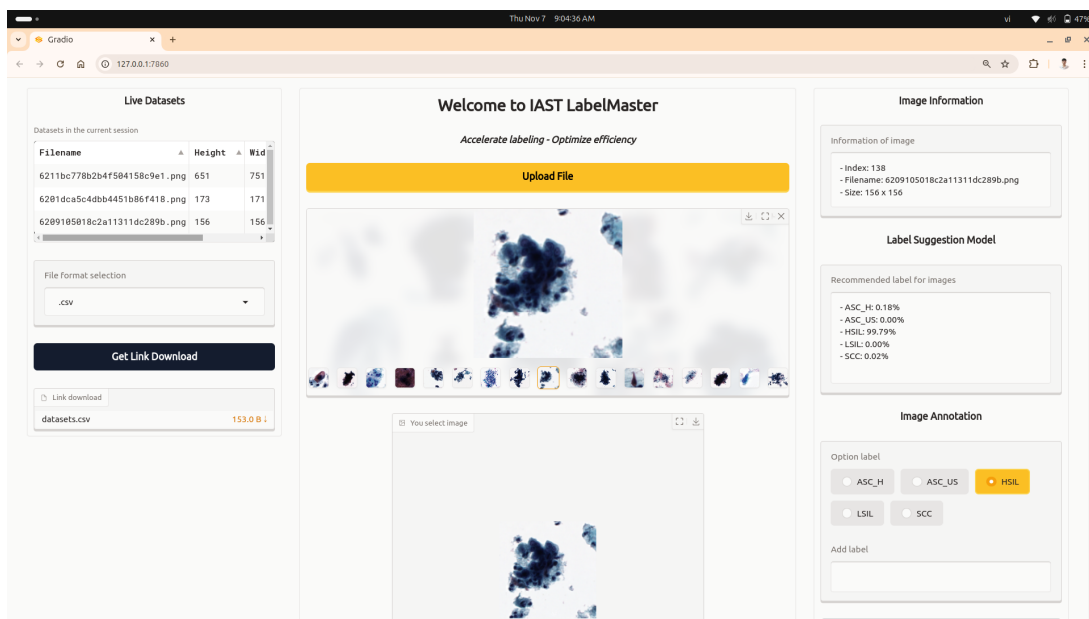 Thu Nov 7 9:04:36 AM
vi
47%
Gradio
127.0.0.1:7860
Live Datasets
Datasets in the current session
Filename Height Wid
6211bc778b2b4f504158c9e1.png 651 751
6201dca5c4dbb4451b86f418.png 173 171
6209105018c2a11311dc289b.png 156 156
File format selection
.csv
Get Link Download
Link download
datasets.csv 153.0 B ↓
Welcome to IAST LabelMaster
Accelerate labeling - Optimize efficiency
Upload File
You select image
Image Information
Information of image
- Index: 138
- Filename: 6209105018c2a11311dc289b.png
- Size: 156 x 156
Label Suggestion Model
Recommended label for images
- ASC_H: 0.18%
- ASC_US: 0.00%
- HSIL: 99.79%
- LSIL: 0.00%
- SCC: 0.02%
Image Annotation
Option label
ASC_H ASC_US HSIL
LSIL SCC
Add label